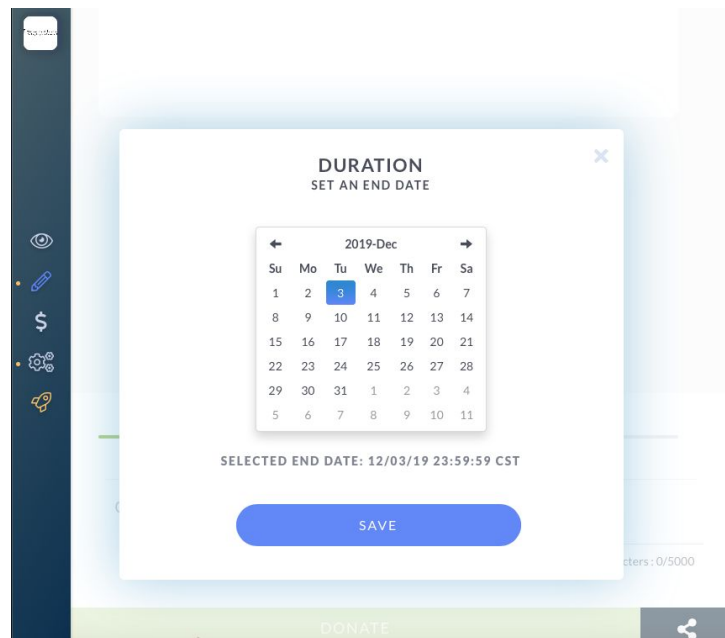 DURATION
SET AN END DATE
2019-Dec
Su Mo Tu We Th Fr Sa
1 2 3 4 5 6 7
8 9 10 11 12 13 14
15 16 17 18 19 20 21
22 23 24 25 26 27 28
29 30 31 1 2 3 4
5 6 7 8 9 10 11
SELECTED END DATE: 12/03/19 23:59:59 CST
SAVE
cters : 0/5000
DONATE